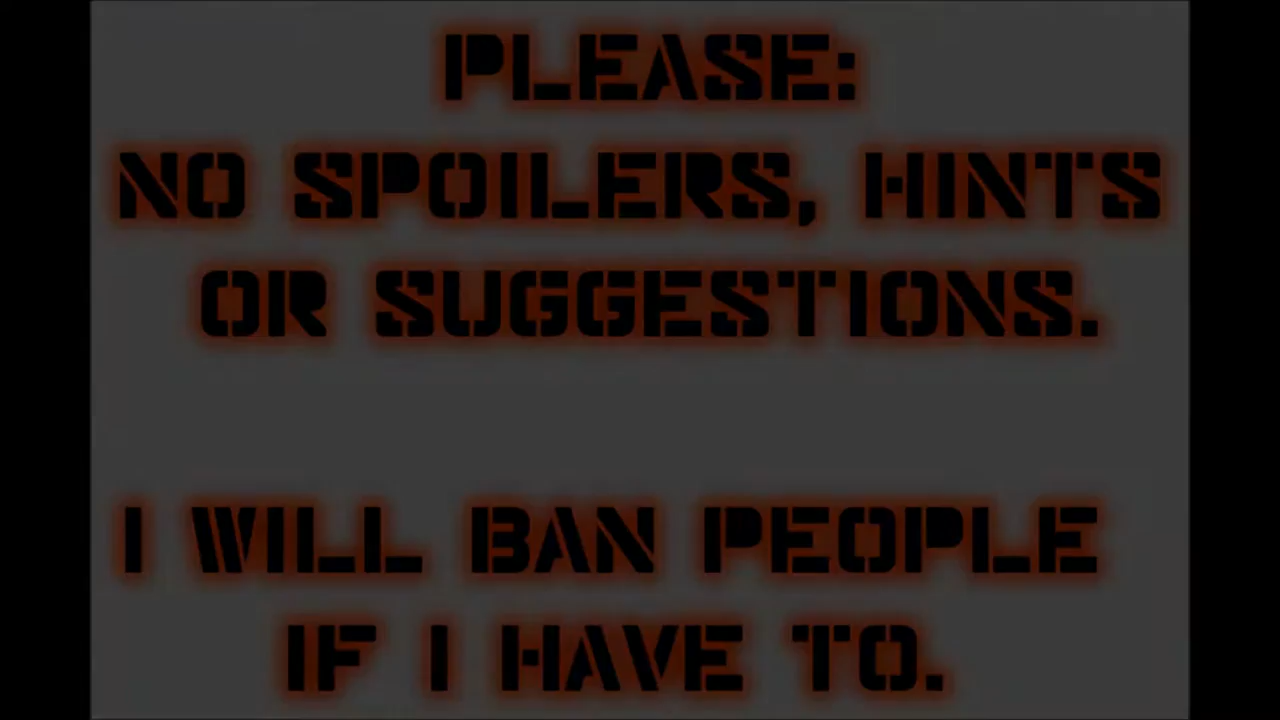 PLEASE:
NO SPOILERS, HINTS
OR SUGGESTIONS.
I WILL BAN PEOPLE
IF I HAVE TO.